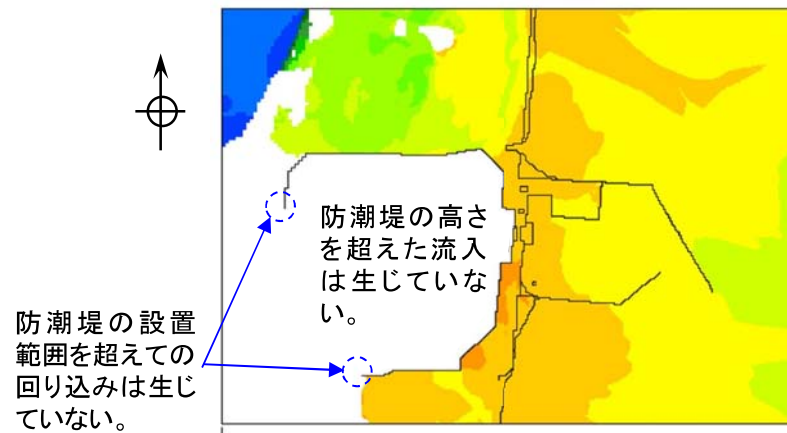 防潮堤の高さ
を超えた流入
は生じていな
い。
防潮堤の設置
範囲を超えての
回り込みは生じ
ていない。